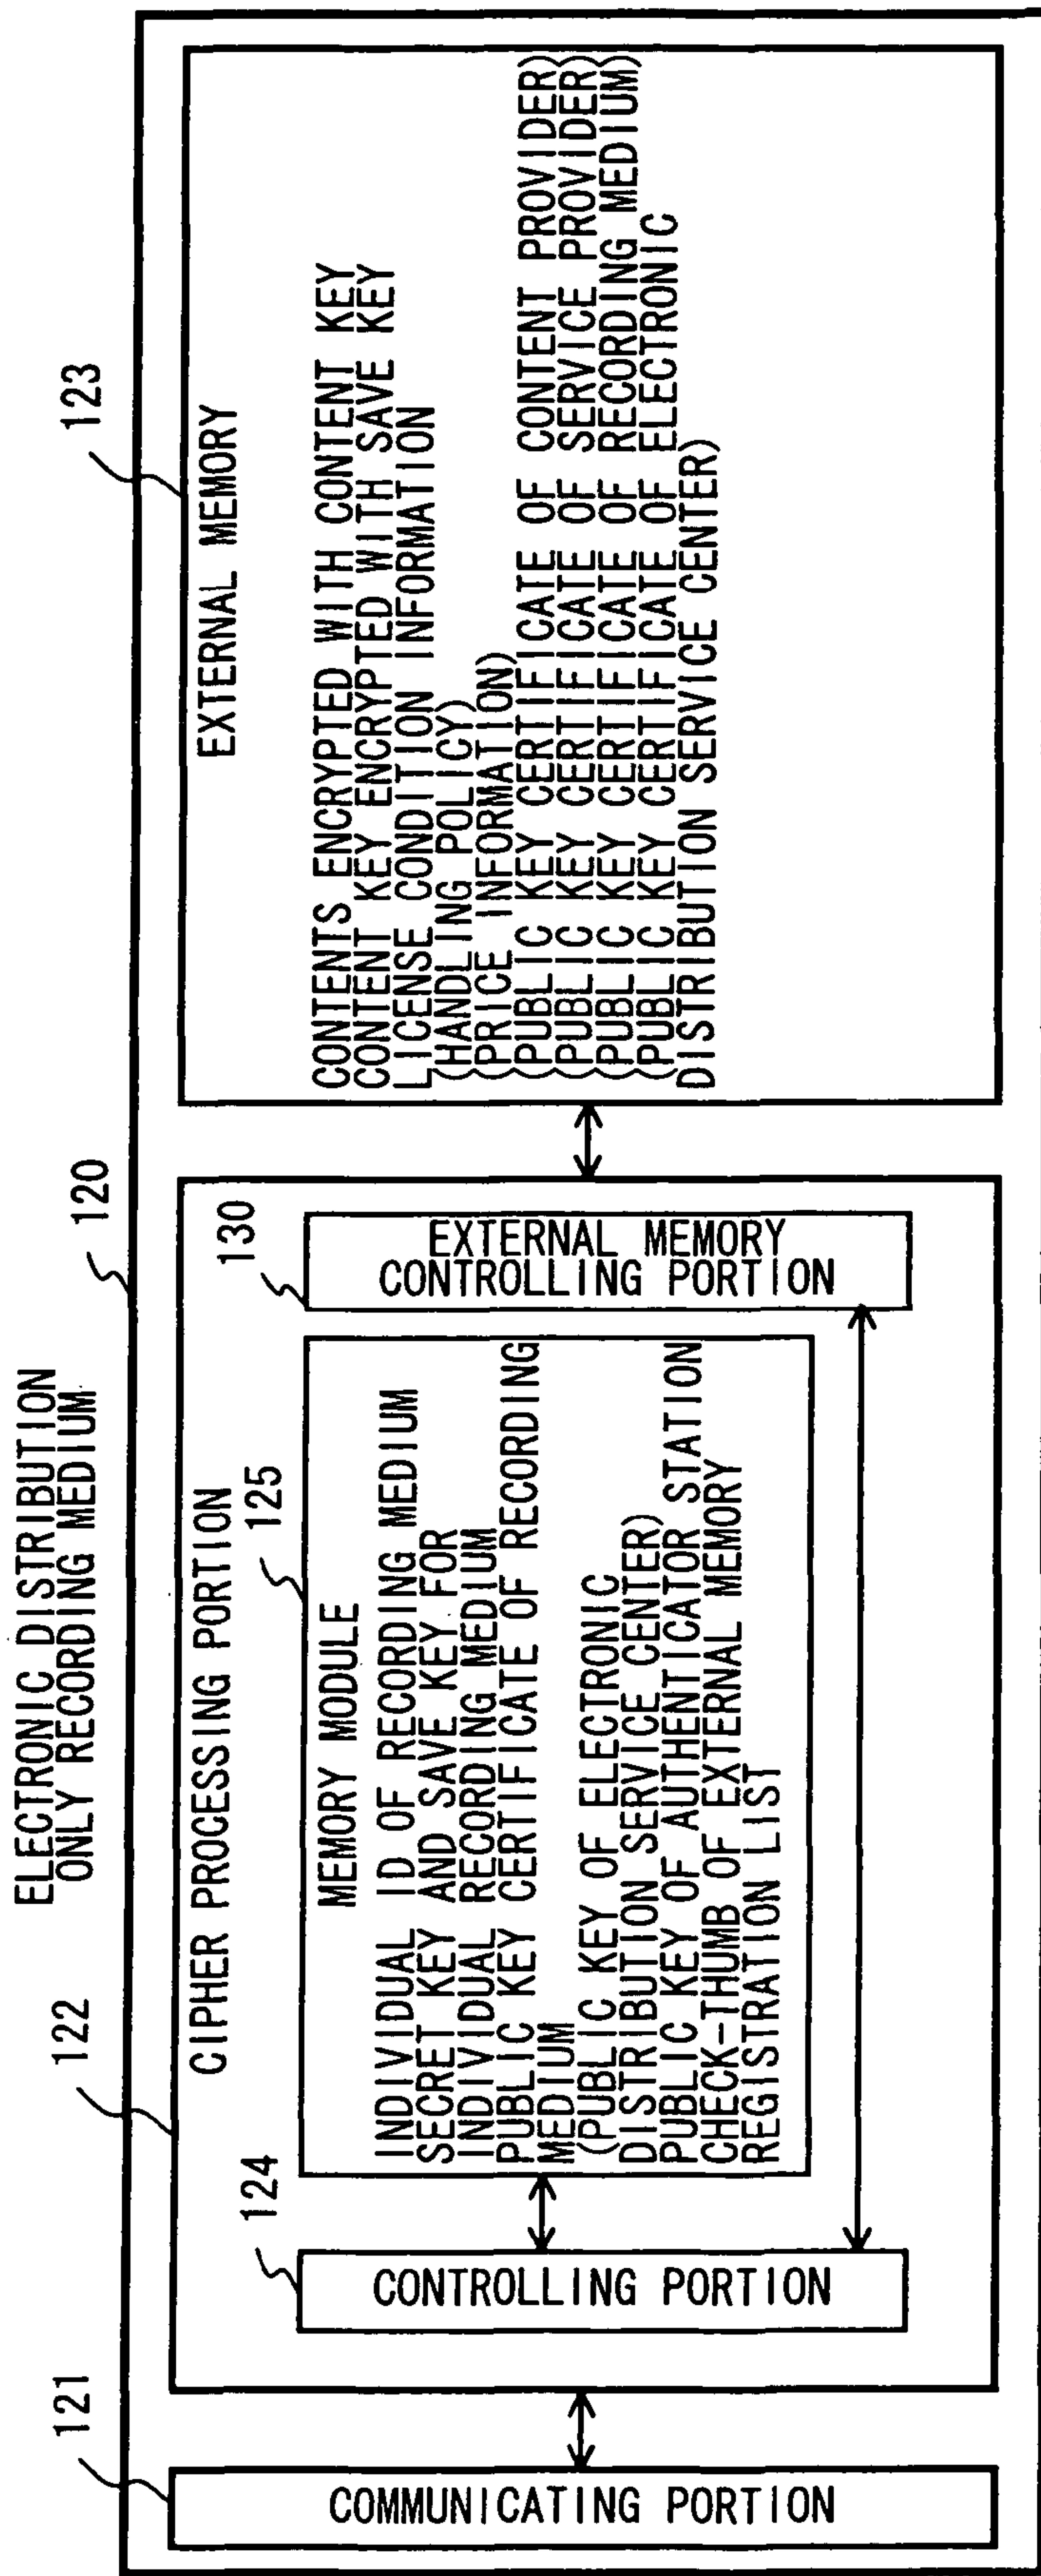 ELECTRONIC DISTRIBUTION
ONLY RECORDING MEDIUM
120
121
COMMUNICATING PORTION
122
CIPHER PROCESSING PORTION
124
CONTROLLING PORTION
125
MEMORY MODULE
INDIVIDUAL ID OF RECORDING MEDIUM
SECRET KEY AND SAVE KEY FOR
INDIVIDUAL RECORDING MEDIUM
PUBLIC KEY CERTIFICATE OF RECORDING
MEDIUM
(PUBLIC KEY OF ELECTRONIC
DISTRIBUTION SERVICE CENTER)
PUBLIC KEY OF AUTHENTICATOR STATION
CHECK-THUMB OF EXTERNAL MEMORY
REGISTRATION LIST
130
EXTERNAL MEMORY
CONTROLLING PORTION
123
EXTERNAL MEMORY
CONTENTS ENCRYPTED WITH CONTENT KEY
CONTENT KEY ENCRYPTED WITH SAVE KEY
LICENSE CONDITION INFORMATION
(HANDLING POLICY)
(PRICE INFORMATION)
(PUBLIC KEY CERTIFICATE OF CONTENT PROVIDER)
(PUBLIC KEY CERTIFICATE OF SERVICE PROVIDER)
(PUBLIC KEY CERTIFICATE OF RECORDING MEDIUM)
(PUBLIC KEY CERTIFICATE OF ELECTRONIC
DISTRIBUTION SERVICE CENTER)